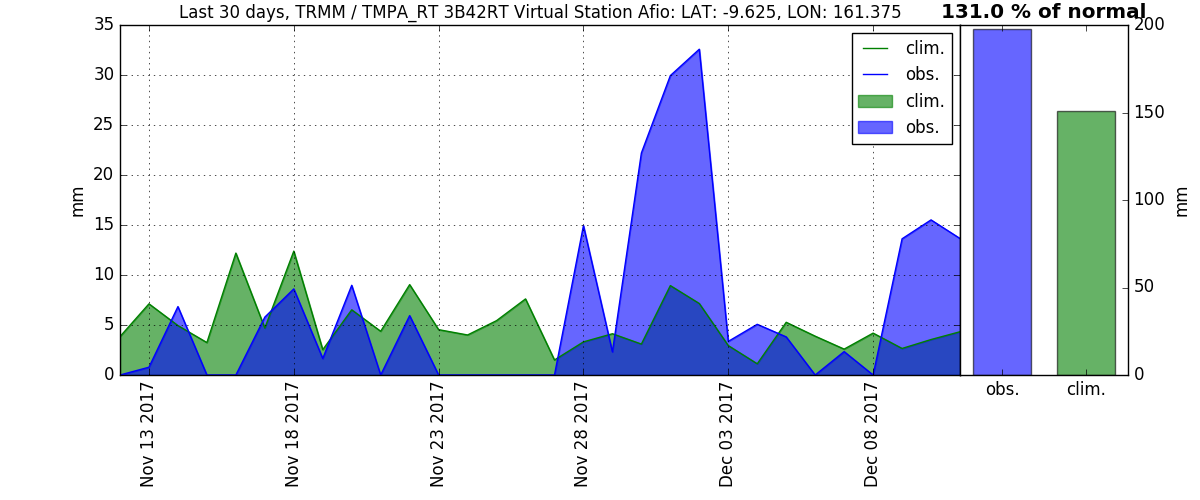 Last 30 days, TRMM / TMPA_RT 3B42RT Virtual Station Afio: LAT: -9.625, LON: 161.375
131.0 % of normal
35
30
25
20
15
10
5
0
mm
clim.
obs.
clim.
obs.
200
150
100
50
0
mm
obs.
clim.
Nov 13 2017
Nov 18 2017
Nov 23 2017
Nov 28 2017
Dec 03 2017
Dec 08 2017